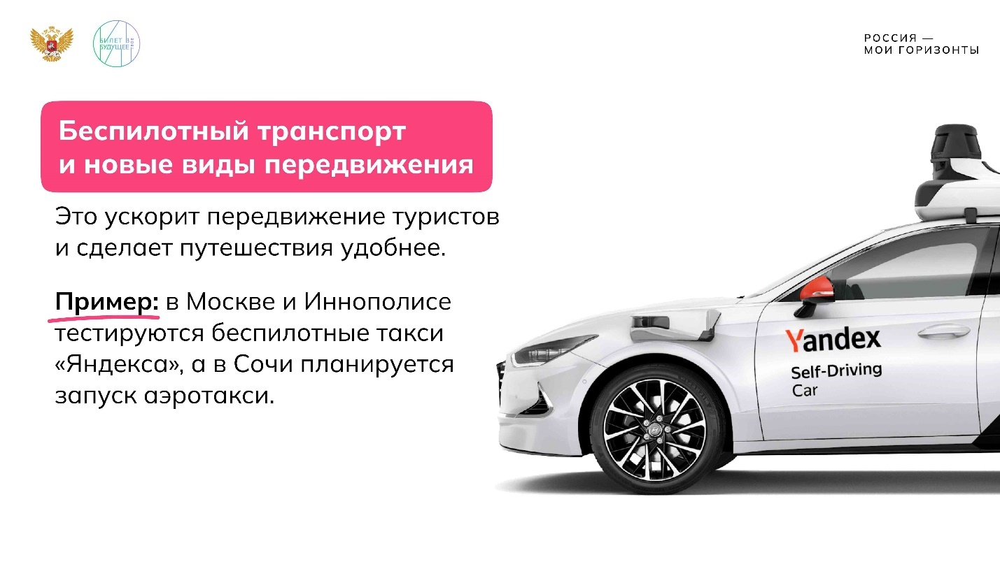 БИЛЕТ В
БУДУЩЕЕ
РОССИЯ —
МОИ ГОРИЗОНТЫ
Беспилотный транспорт
и новые виды передвижения
Это ускорит передвижение туристов
и сделает путешествия удобнее.
Пример: в Москве и Иннополисе
тестируются беспилотные такси
«Яндекса», а в Сочи планируется
запуск аэротакси.
Yandex
Self-Driving
Car